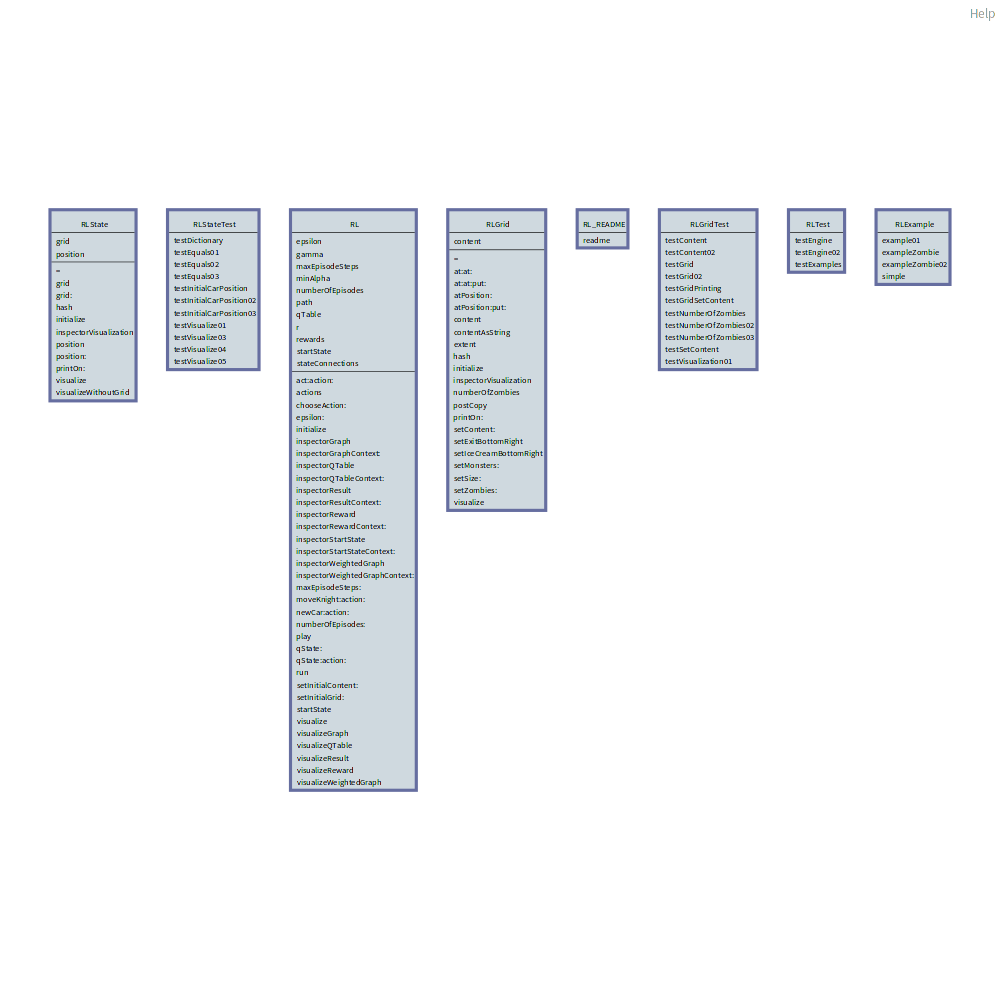 Help
RLState
grid
position
=
grid
grid:
hash
initialize
inspectorVisualization
position
position:
printOn:
visualize
visualizeWithoutGrid
RLStateTest
testDictionary
testEquals01
testEquals02
testEquals03
testInitialCarPosition
testInitialCarPosition02
testInitialCarPosition03
testVisualize01
testVisualize03
testVisualize04
testVisualize05
RL
epsilon
gamma
maxEpisodeSteps
minAlpha
numberOfEpisodes
path
qTable
r
rewards
startState
stateConnections
act:action:
actions
chooseAction:
epsilon:
initialize
inspectorGraph
inspectorGraphContext:
inspectorQTable
inspectorQTableContext:
inspectorResult
inspectorResultContext:
inspectorReward
inspectorRewardContext:
inspectorStartState
inspectorStartStateContext:
inspectorWeightedGraph
inspectorWeightedGraphContext:
maxEpisodeSteps:
moveKnight:action:
newCar:action:
numberOfEpisodes:
play
qState:
qState:action:
run
setInitialContent:
setInitialGrid:
startState
visualize
visualizeGraph
visualizeQTable
visualizeResult
visualizeReward
visualizeWeightedGraph
RLGrid
content
=
at:at:
at:at:put:
atPosition:
atPosition:put:
content
contentAsString
extent
hash
initialize
inspectorVisualization
numberOfZombies
postCopy
printOn:
setContent:
setExitBottomRight
setIceCreamBottomRight
setMonsters:
setSize:
setZombies:
visualize
RL_README
readme
RLGridTest
testContent
testContent02
testGrid
testGrid02
testGridPrinting
testGridSetContent
testNumberOfZombies
testNumberOfZombies02
testNumberOfZombies03
testSetContent
testVisualization01
RLTest
testEngine
testEngine02
testExamples
RLExample
example01
exampleZombie
exampleZombie02
simple